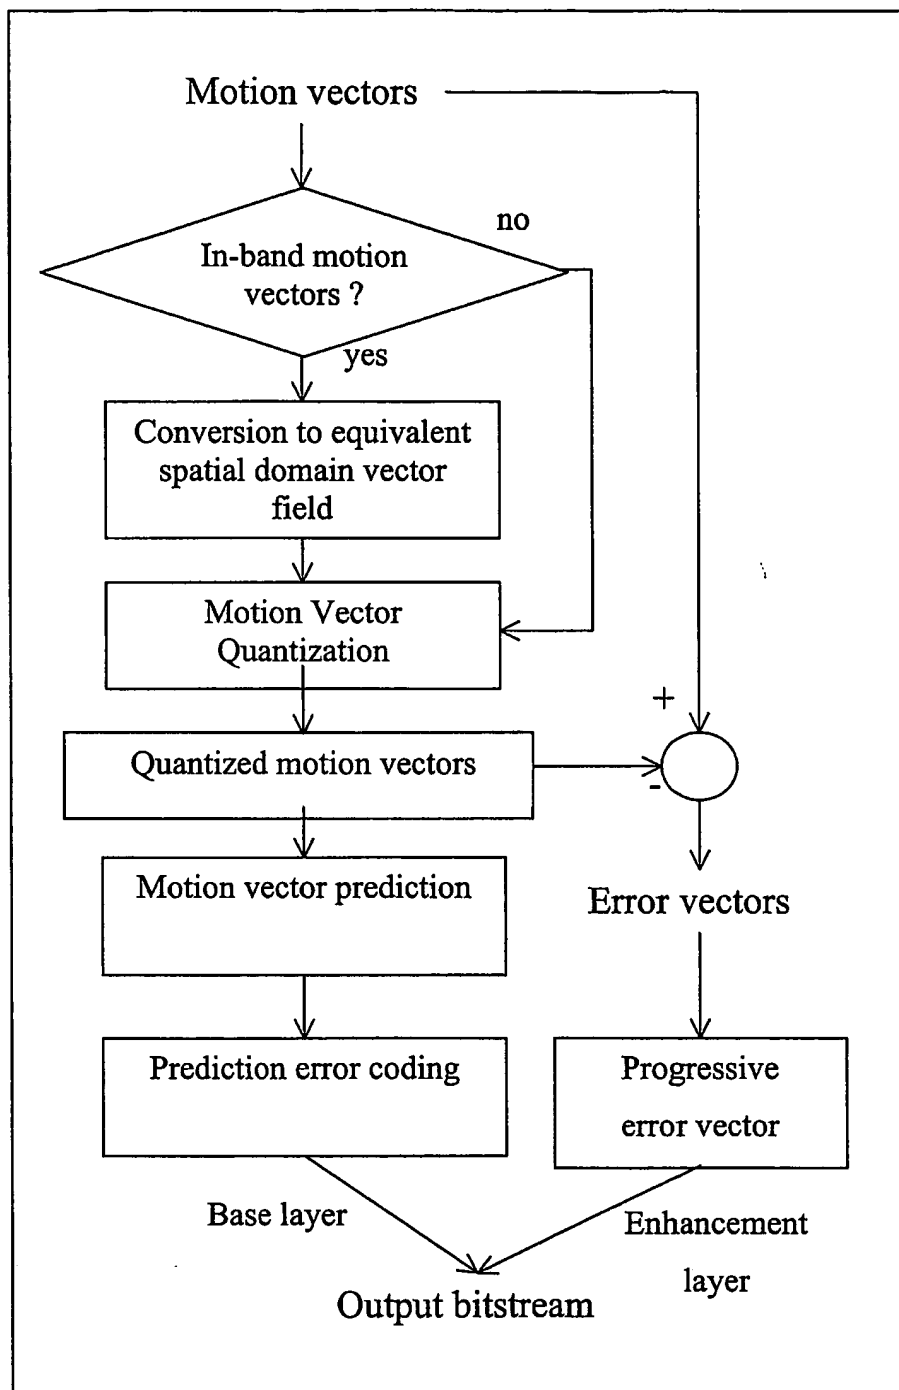 Motion vectors
no
In-band motion
vectors ?
yes
Conversion to equivalent
spatial domain vector
field
Motion Vector
Quantization
+
Quantized motion vectors
-
Motion vector prediction
Error vectors
Prediction error coding
Progressive
error vector
Base layer
Enhancement
layer
Output bitstream